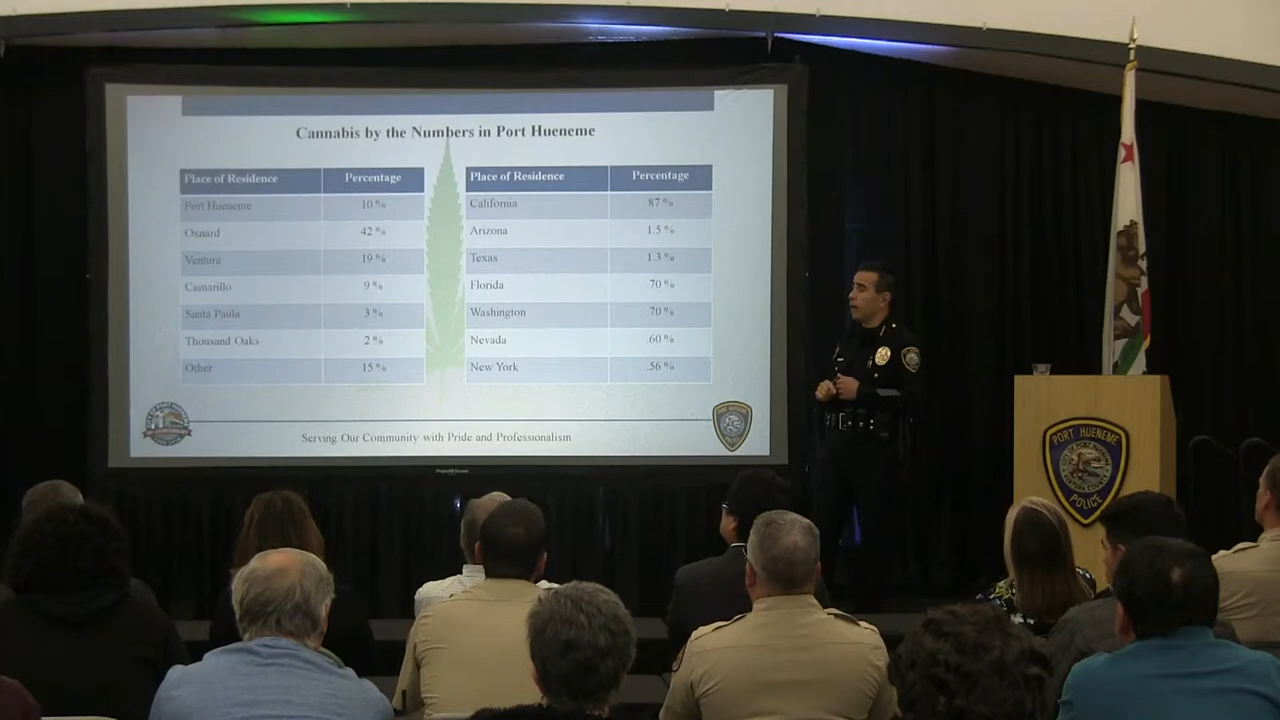 Cannabis by the Numbers in Port Hueneme
Place of Residence Percentage
Port Hueneme 10 %
Oxnard 42 %
Ventura 19 %
Camarillo 9 %
Santa Paula 3 %
Thousand Oaks 2 %
Other 15 %
Place of Residence Percentage
California 87 %
Arizona 1.5 %
Texas 1.3 %
Florida .70 %
Washington .70 %
Nevada .60 %
New York .56 %
Serving Our Community with Pride and Professionalism
PORT HUENEME
POLICE